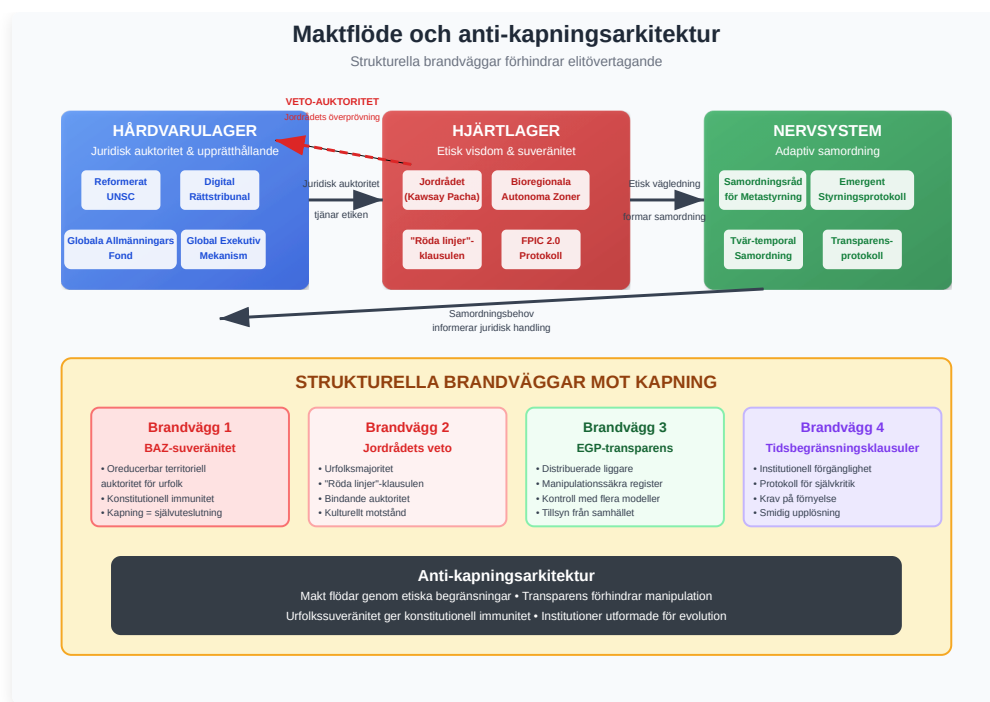 Maktflöde och anti-kapningsarkitektur
Strukturella brandväggar förhindrar elitövertagande
VETO-AUKTORITET
Jordrådets överprövning
HÅRDVARULAGER
Juridisk auktoritet & upprätthållande
Reformerat
UNSC
Digital
Rättstribunal
Globala Allmänningars
Fond
Global Exekutiv
Mekanism
Juridisk auktoritet
tjänar etiken
HJÄRTLAGER
Etisk visdom & suveränitet
Jordrådet
(Kawsay Pacha)
Bioregionala
Autonoma Zoner
"Röda linjer"-
klausulen
FPIC 2.0
Protokoll
Etisk vägledning
formar samordning
NERVSYSTEM
Adaptiv samordning
Samordningsråd
för Metastyrning
Emergent
Styrningsprotokoll
Tvär-temporal
Samordning
Transparens-
protokoll
Samordningsbehov
informerar juridisk handling
STRUKTURELLA BRANDVÄGGAR MOT KAPNING
Brandvägg 1
BAZ-suveränitet
• Oreducerbar territoriell
auktoritet för urfolk
• Konstitutionell immunitet
• Kapning = självuteslutning
Brandvägg 2
Jordrådets veto
• Urfolksmajoritet
• "Röda linjer"-klausulen
• Bindande auktoritet
• Kulturellt motstånd
Brandvägg 3
EGP-transparens
• Distribuerade liggare
• Manipulationssäkra register
• Kontroll med flera modeller
• Tillsyn från samhället
Brandvägg 4
Tidsbegränsningsklausuler
• Institutionell förgänglighet
• Protokoll för självkritik
• Krav på förnyelse
• Smidig upplösning
Anti-kapningsarkitektur
Makt flödar genom etiska begränsningar • Transparens förhindrar manipulation
Urfolkssuveränitet ger konstitutionell immunitet • Institutioner utformade för evolution